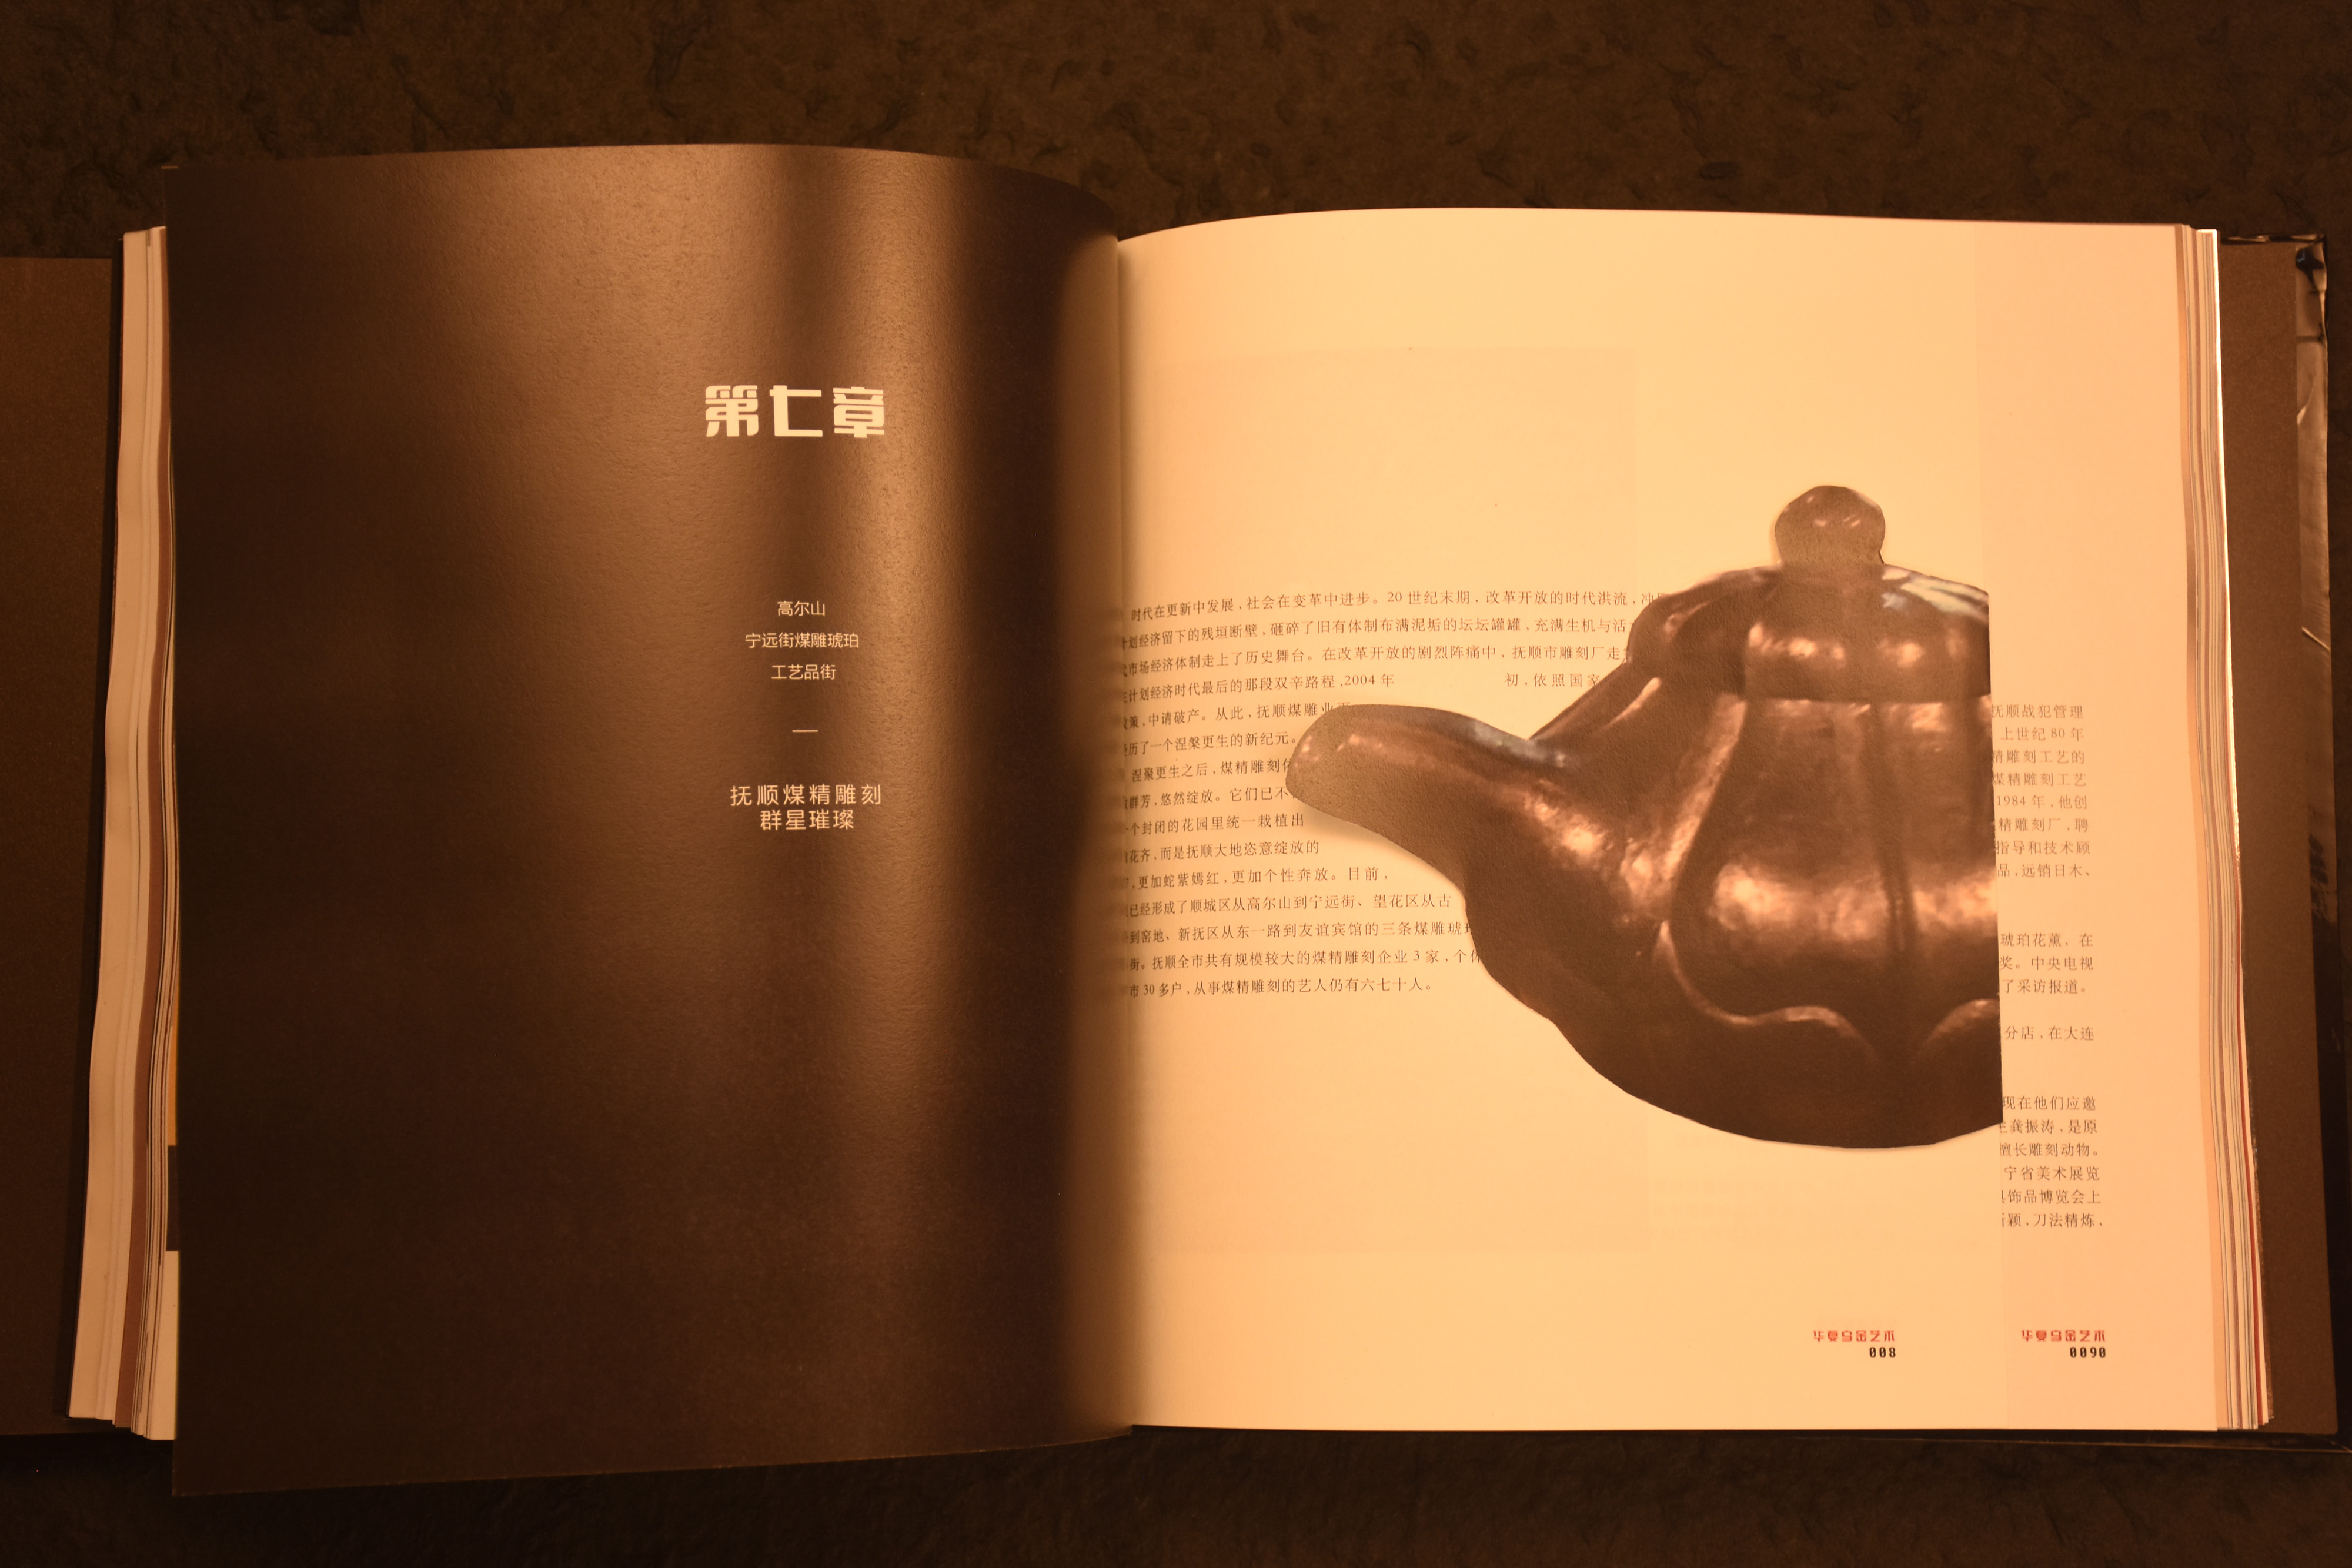 第七章
高尔山
宁远街煤雕琥珀
工艺品街
抚顺煤精雕刻
群星璀璨
时代在更新中发展，社会在变革中进步。20世纪末期，改革开放的时代洪流，冲
计划经济留下的残垣断壁，砸碎了旧有体制布满泥垢的坛坛罐罐，充满生机与活
市场经济体制走上了历史舞台。在改革开放的剧烈阵痛中，抚顺市雕刻厂走
计划经济时代最后的那段双辛路程，2004年 初，依照国家
策，中请破产。从此，抚顺煤雕业
历了一个涅槃更生的新纪元。
涅聚更生之后，煤精雕刻
群芳，悠然绽放。它们已不
个封闭的花园里统一栽植出
花齐，而是抚顺大地恣意绽放的
，更加蛇紫嫣红，更加个性奔放。目前，
已经形成了顺城区从高尔山到宁远街、望花区从古
到窑地、新抚区从东一路到友谊宾馆的三条煤雕琥
街。抚顺全市共有规模较大的煤精雕刻企业3家，个体
市30多户，从事煤精雕刻的艺人仍有六七十人。
抚顺战犯管理
上世纪80年
精雕刻工艺的
煤精雕刻工艺
1984年，他创
精雕刻厂，聘
指导和技术顾
品，远销日木、
琥珀花薰、在
奖。中央电视
了采访报道。
分店，在大连
现在他们应邀
龚振涛，是原
擅长雕刻动物。
宁省美术展览
饰品博览会上
颖，刀法精炼，
华夏乌金艺术
008
华夏乌金艺术
0090